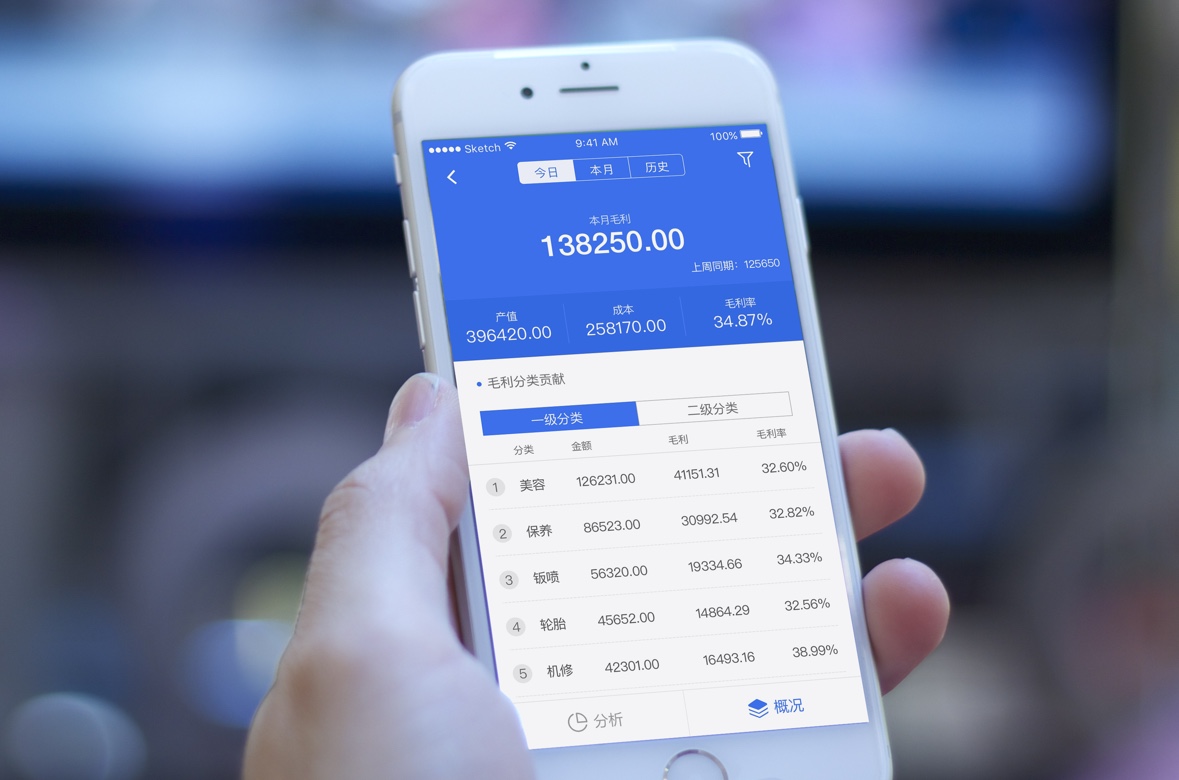 Sketch 9:41 AM 100%
今日 本月 历史
本月毛利
138250.00
上周同期：125650
产值 成本 毛利率
396420.00 258170.00 34.87%
毛利分类贡献
一级分类 二级分类
分类 金额 毛利 毛利率
1 美容 126231.00 41151.31 32.60%
2 保养 86523.00 30992.54 32.82%
3 钣喷 56320.00 19334.66 34.33%
4 轮胎 45652.00 14864.29 32.56%
5 机修 42301.00 16493.16 38.99%
分析 概况